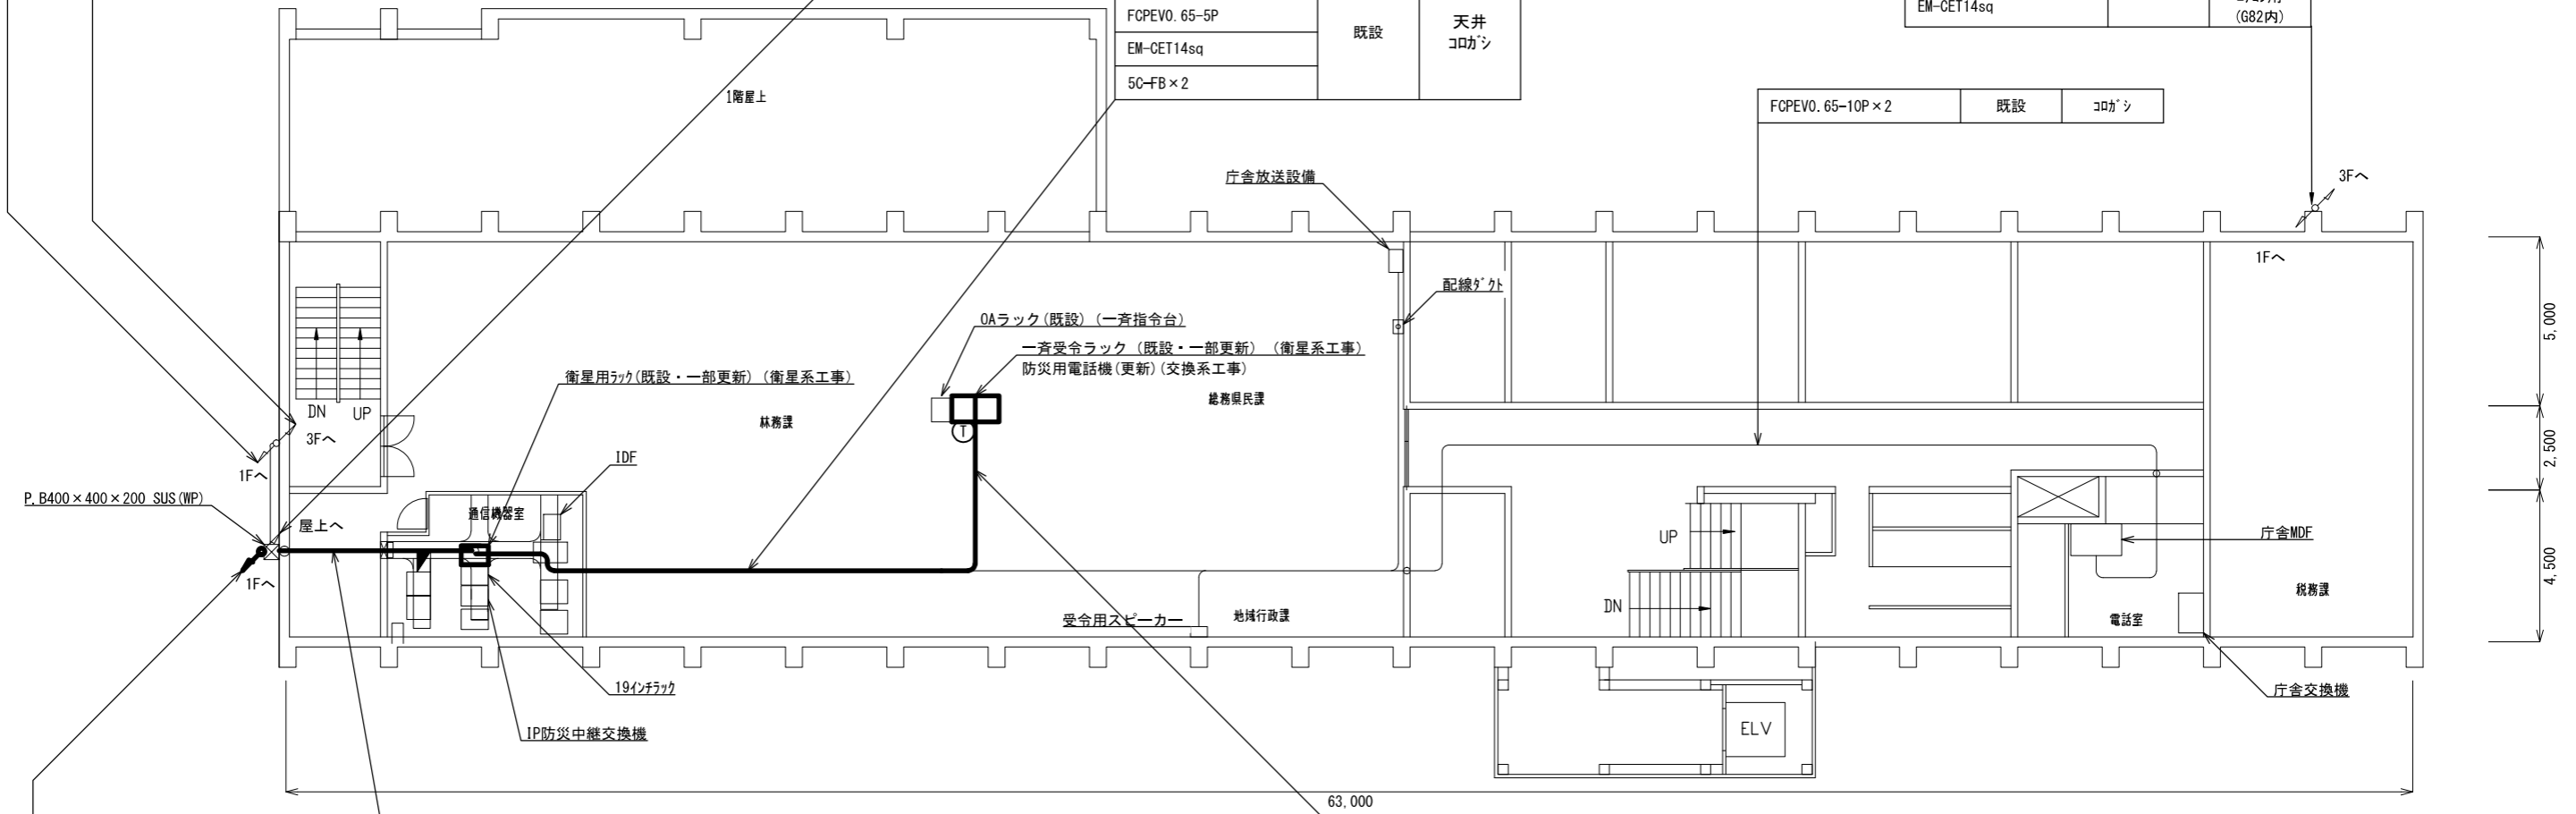 FCPEV0.65-5P
EM-CET14sq
5C-FB×2
既設
天井
コロガシ
EM-CET14sq
(G82内)
FCPEV0.65-10P×2
既設
コロガシ
1階屋上
庁舎放送設備
3Fへ
1Fへ
配線ダクト
OAラック(既設)(一斉指令台)
一斉受令ラック(既設・一部更新)(衛星系工事)
防災用電話機(更新)(交換系工事)
衛星用ラック(既設・一部更新)(衛星系工事)
林務課
総務県民課
T
DN
UP
3Fへ
1Fへ
IDF
P.B400×400×200 SUS(WP)
屋上へ
通信機器室
1Fへ
UP
DN
庁舎MDF
受令用スピーカー
地域行政課
電話室
税務課
19インチラック
IP防災中継交換機
庁舎交換機
ELV
5,000
2,500
4,500
63,000